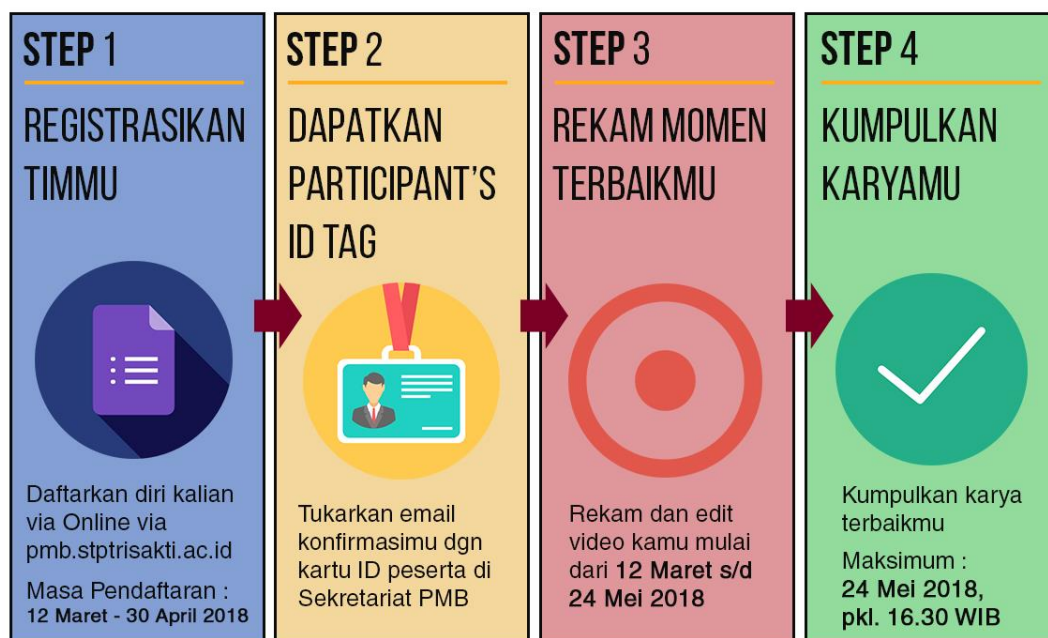 STEP 1
REGISTRASIKAN
TIMMU
Daftarkan diri kalian
via Online via
pmb.stptrisakti.ac.id
Masa Pendaftaran :
12 Maret - 30 April 2018
STEP 2
DAPATKAN
PARTICIPANT'S
ID TAG
Tukarkan email
konfirmasimu dgn
kartu ID peserta di
Sekretariat PMB
STEP 3
REKAM MOMEN
TERBAIKMU
Rekam dan edit
video kamu mulai
dari 12 Maret s/d
24 Mei 2018
STEP 4
KUMPULKAN
KARYAMU
Kumpulkan karya
terbaikmu
Maksimum :
24 Mei 2018,
pkl. 16.30 WIB